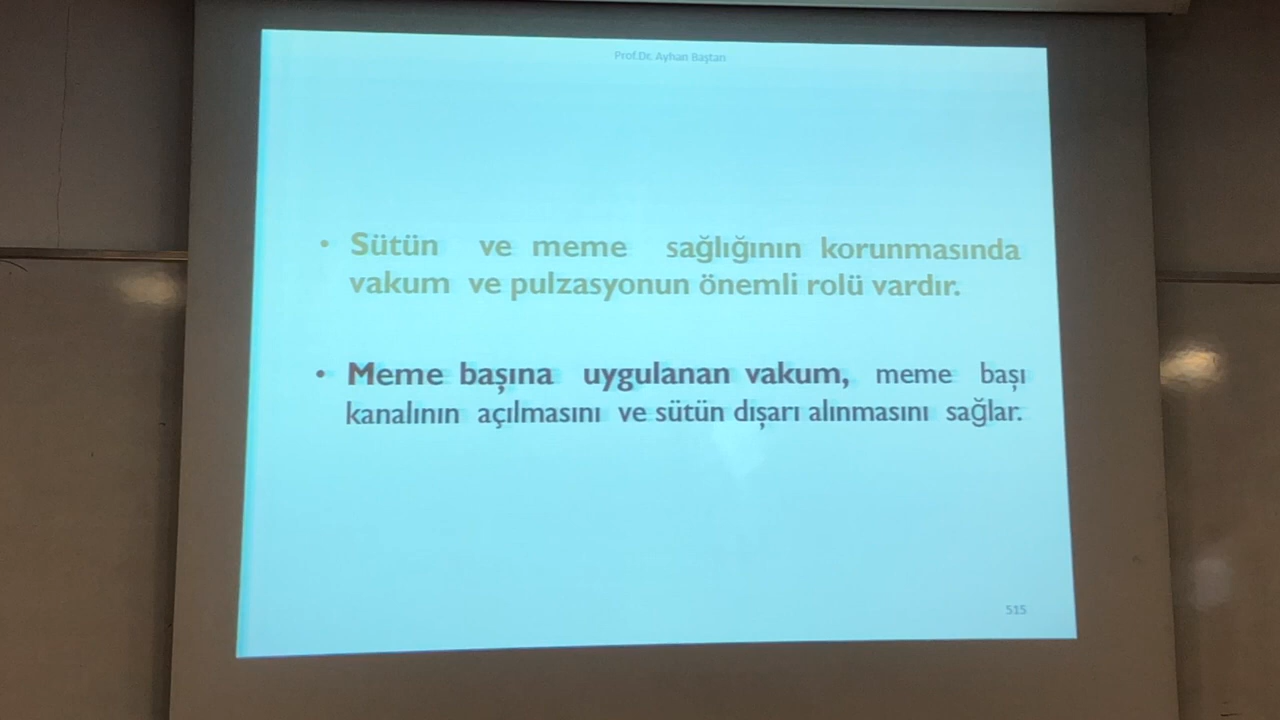 Prof.Dr. Ayhan Baştan
• Sütün ve meme sağlığının korunmasında
vakum ve pulzasyonun önemli rolü vardır.
• Meme başına uygulanan vakum, meme başı
kanalının açılmasını ve sütün dışarı alınmasını sağlar.
515